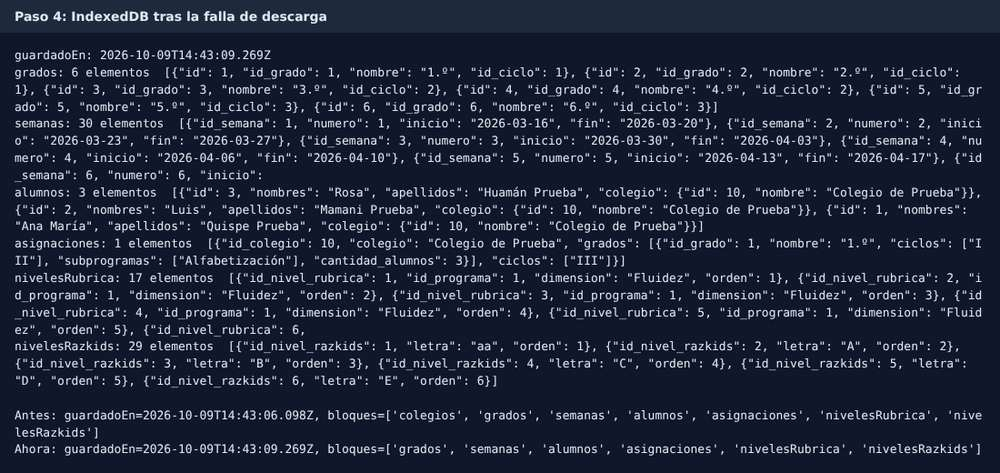 Paso 4: IndexedDB tras la falla de descarga
guardadoEn: 2026-10-09T14:43:09.269Z
grados: 6 elementos  [{"id": 1, "id_grado": 1, "nombre": "1.º", "id_ciclo": 1}, {"id": 2, "id_grado": 2, "nombre": "2.º", "id_ciclo":
1}, {"id": 3, "id_grado": 3, "nombre": "3.º", "id_ciclo": 2}, {"id": 4, "id_grado": 4, "nombre": "4.º", "id_ciclo": 2}, {"id": 5, "id_gr
ado": 5, "nombre": "5.º", "id_ciclo": 3}, {"id": 6, "id_grado": 6, "nombre": "6.º", "id_ciclo": 3}]
semanas: 30 elementos  [{"id_semana": 1, "numero": 1, "inicio": "2026-03-16", "fin": "2026-03-20"}, {"id_semana": 2, "numero": 2, "inici
o": "2026-03-23", "fin": "2026-03-27"}, {"id_semana": 3, "numero": 3, "inicio": "2026-03-30", "fin": "2026-04-03"}, {"id_semana": 4, "nu
mero": 4, "inicio": "2026-04-06", "fin": "2026-04-10"}, {"id_semana": 5, "numero": 5, "inicio": "2026-04-13", "fin": "2026-04-17"}, {"id
_semana": 6, "numero": 6, "inicio":
alumnos: 3 elementos  [{"id": 3, "nombres": "Rosa", "apellidos": "Huamán Prueba", "colegio": {"id": 10, "nombre": "Colegio de Prueba"}},
{"id": 2, "nombres": "Luis", "apellidos": "Mamani Prueba", "colegio": {"id": 10, "nombre": "Colegio de Prueba"}}, {"id": 1, "nombres":
"Ana María", "apellidos": "Quispe Prueba", "colegio": {"id": 10, "nombre": "Colegio de Prueba"}}]
asignaciones: 1 elementos  [{"id_colegio": 10, "colegio": "Colegio de Prueba", "grados": [{"id_grado": 1, "nombre": "1.º", "ciclos": ["I
II"], "subprogramas": ["Alfabetización"], "cantidad_alumnos": 3}], "ciclos": ["III"]}]
nivelesRubrica: 17 elementos  [{"id_nivel_rubrica": 1, "id_programa": 1, "dimension": "Fluidez", "orden": 1}, {"id_nivel_rubrica": 2, "i
d_programa": 1, "dimension": "Fluidez", "orden": 2}, {"id_nivel_rubrica": 3, "id_programa": 1, "dimension": "Fluidez", "orden": 3}, {"id
_nivel_rubrica": 4, "id_programa": 1, "dimension": "Fluidez", "orden": 4}, {"id_nivel_rubrica": 5, "id_programa": 1, "dimension": "Fluid
ez", "orden": 5}, {"id_nivel_rubrica": 6,
nivelesRazkids: 29 elementos  [{"id_nivel_razkids": 1, "letra": "aa", "orden": 1}, {"id_nivel_razkids": 2, "letra": "A", "orden": 2},
{"id_nivel_razkids": 3, "letra": "B", "orden": 3}, {"id_nivel_razkids": 4, "letra": "C", "orden": 4}, {"id_nivel_razkids": 5, "letra":
"D", "orden": 5}, {"id_nivel_razkids": 6, "letra": "E", "orden": 6}]
Antes: guardadoEn=2026-10-09T14:43:06.098Z, bloques=['colegios', 'grados', 'semanas', 'alumnos', 'asignaciones', 'nivelesRubrica', 'nive
lesRazkids']
Ahora: guardadoEn=2026-10-09T14:43:09.269Z, bloques=['grados', 'semanas', 'alumnos', 'asignaciones', 'nivelesRubrica', 'nivelesRazkids']